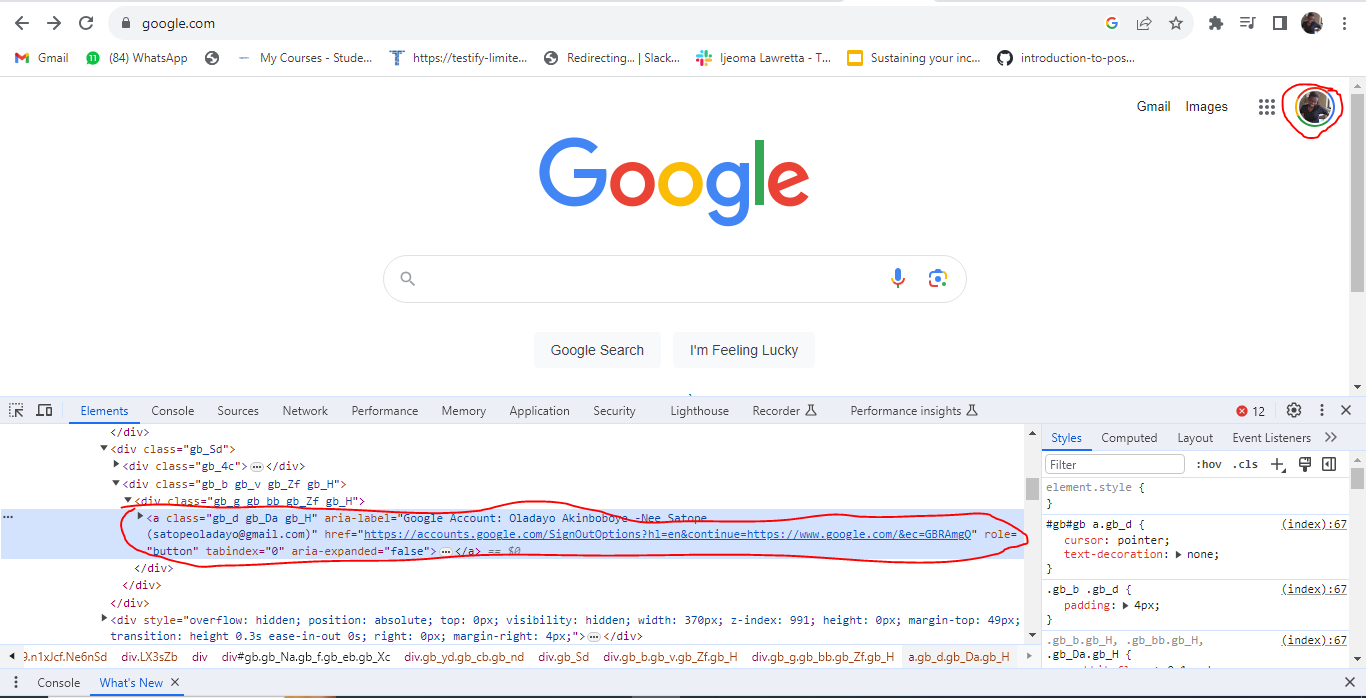 google.com
Gmail (84) WhatsApp My Courses - Stude... https://testify-limite... Redirecting... | Slack... Ijeoma Lawretta - T... Sustaining your inc... introduction-to-pos...
Gmail Images
Google
Google Search I'm Feeling Lucky
Elements Console Sources Network Performance Memory Application Security Lighthouse Recorder Performance insights 12
</div>
<div class="gb_Sd">
<div class="gb_4c"> … </div>
<div class="gb_b gb_v gb_Zf gb_H">
<div class="gb_g gb_bb gb_Zf gb_H">
<a class="gb_d gb_Da gb_H" aria-label="Google Account: Oladayo Akinboboye -Nee Satope
(satopeoladayo@gmail.com)" href="https://accounts.google.com/SignOutOptions?hl=en&continue=https://www.google.com/&ec=GBRAmgQ" role=
"button" tabindex="0" aria-expanded="false"> … </a> == $0
</div>
</div>
</div>
<div style="overflow: hidden; position: absolute; top: 0px; visibility: hidden; width: 370px; z-index: 991; height: 0px; margin-top: 49px;
transition: height 0.3s ease-in-out 0s; right: 0px; margin-right: 4px;"> … </div>
9.n1xJcf.Ne6nSd div.LX3sZb div div#gb.gb_Na.gb_f.gb_eb.gb_Xc div.gb_yd.gb_cb.gb_nd div.gb_Sd div.gb_b.gb_v.gb_Zf.gb_H div.gb_g.gb_bb.gb_Zf.gb_H a.gb_d.gb_Da.gb_H
Styles Computed Layout Event Listeners
Filter :hov .cls
element.style {
}
#gb#gb a.gb_d { (index):67
cursor: pointer;
text-decoration: none;
}
.gb_b .gb_d { (index):67
padding: 4px;
}
.gb_b.gb_H, .gb_bb.gb_H, (index):67
.gb_Da.gb_H {
Console What's New